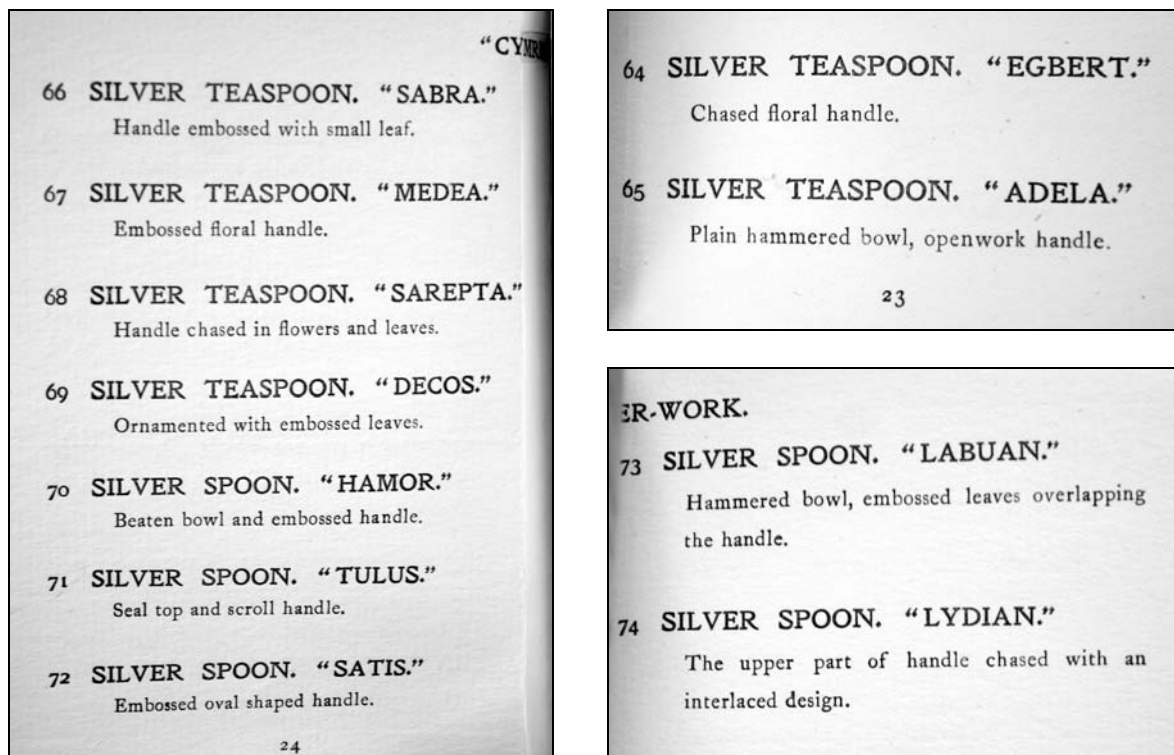 "CYMR
66 SILVER TEASPOON. "SABRA."
Handle embossed with small leaf.
67 SILVER TEASPOON. "MEDEA."
Embossed floral handle.
68 SILVER TEASPOON. "SAREPTA."
Handle chased in flowers and leaves.
69 SILVER TEASPOON. "DECOS."
Ornamented with embossed leaves.
70 SILVER SPOON. "HAMOR."
Beaten bowl and embossed handle.
71 SILVER SPOON. "TULUS."
Seal top and scroll handle.
72 SILVER SPOON. "SATIS."
Embossed oval shaped handle.
24
64 SILVER TEASPOON. "EGBERT."
Chased floral handle.
65 SILVER TEASPOON. "ADELA."
Plain hammered bowl, openwork handle.
23
ER-WORK.
73 SILVER SPOON. "LABUAN."
Hammered bowl, embossed leaves overlapping
the handle.
74 SILVER SPOON. "LYDIAN."
The upper part of handle chased with an
interlaced design.